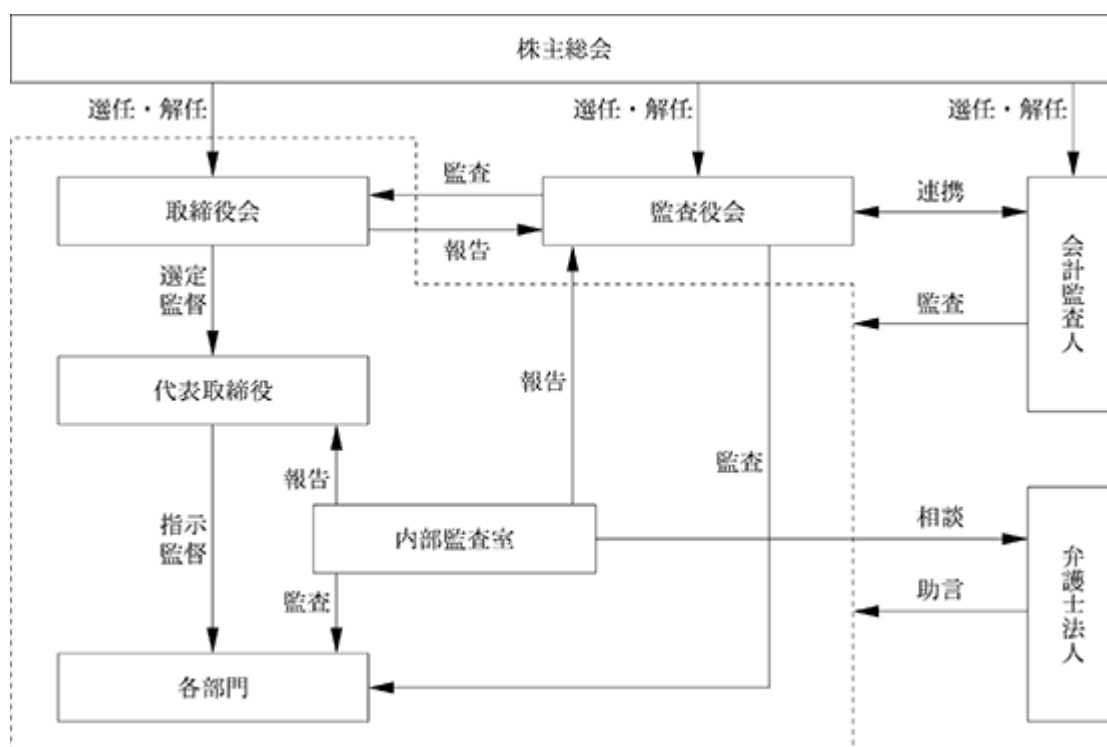 株主総会
選任・解任
選任・解任
選任・解任
取締役会
監査
報告
監査役会
連携
会計監査人
選定
監督
監査
代表取締役
報告
監査
報告
指示
監督
内部監査室
相談
弁護士法人
監査
助言
各部門